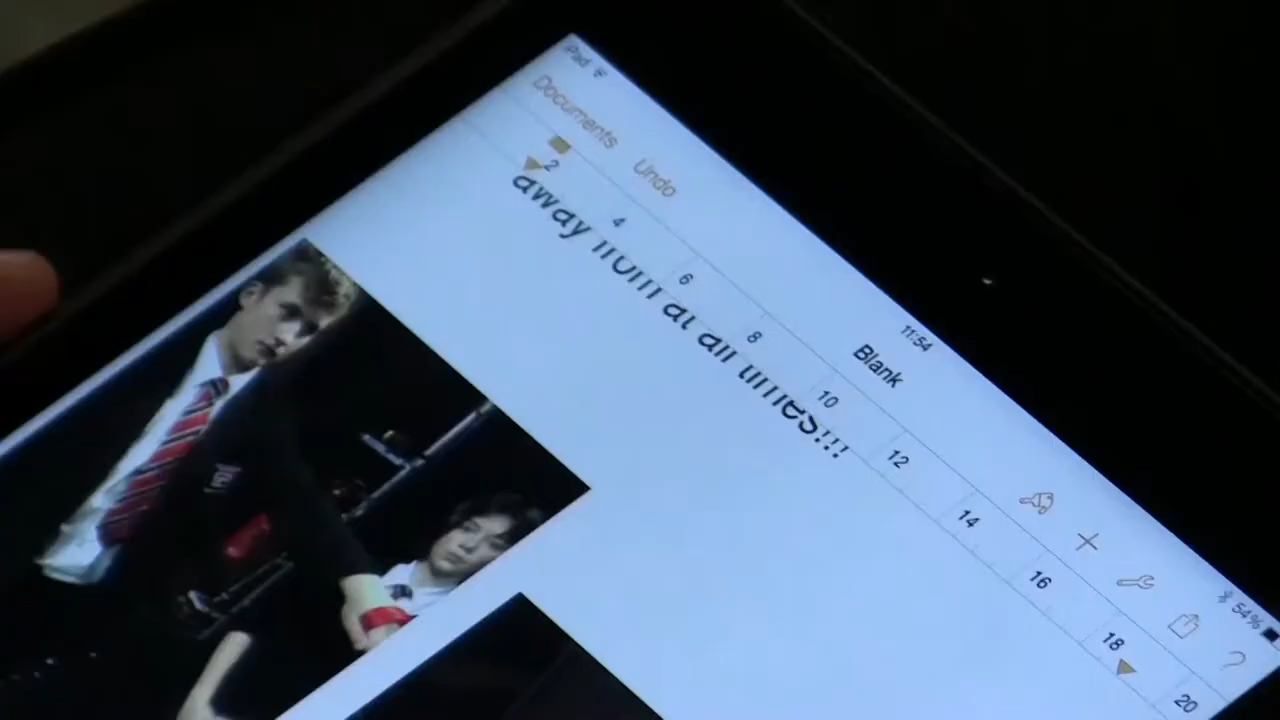 iPad
11:54
54%
Documents
Undo
Blank
?
2 4 6 8 10 12 14 16 18 20
away from at all times!!!